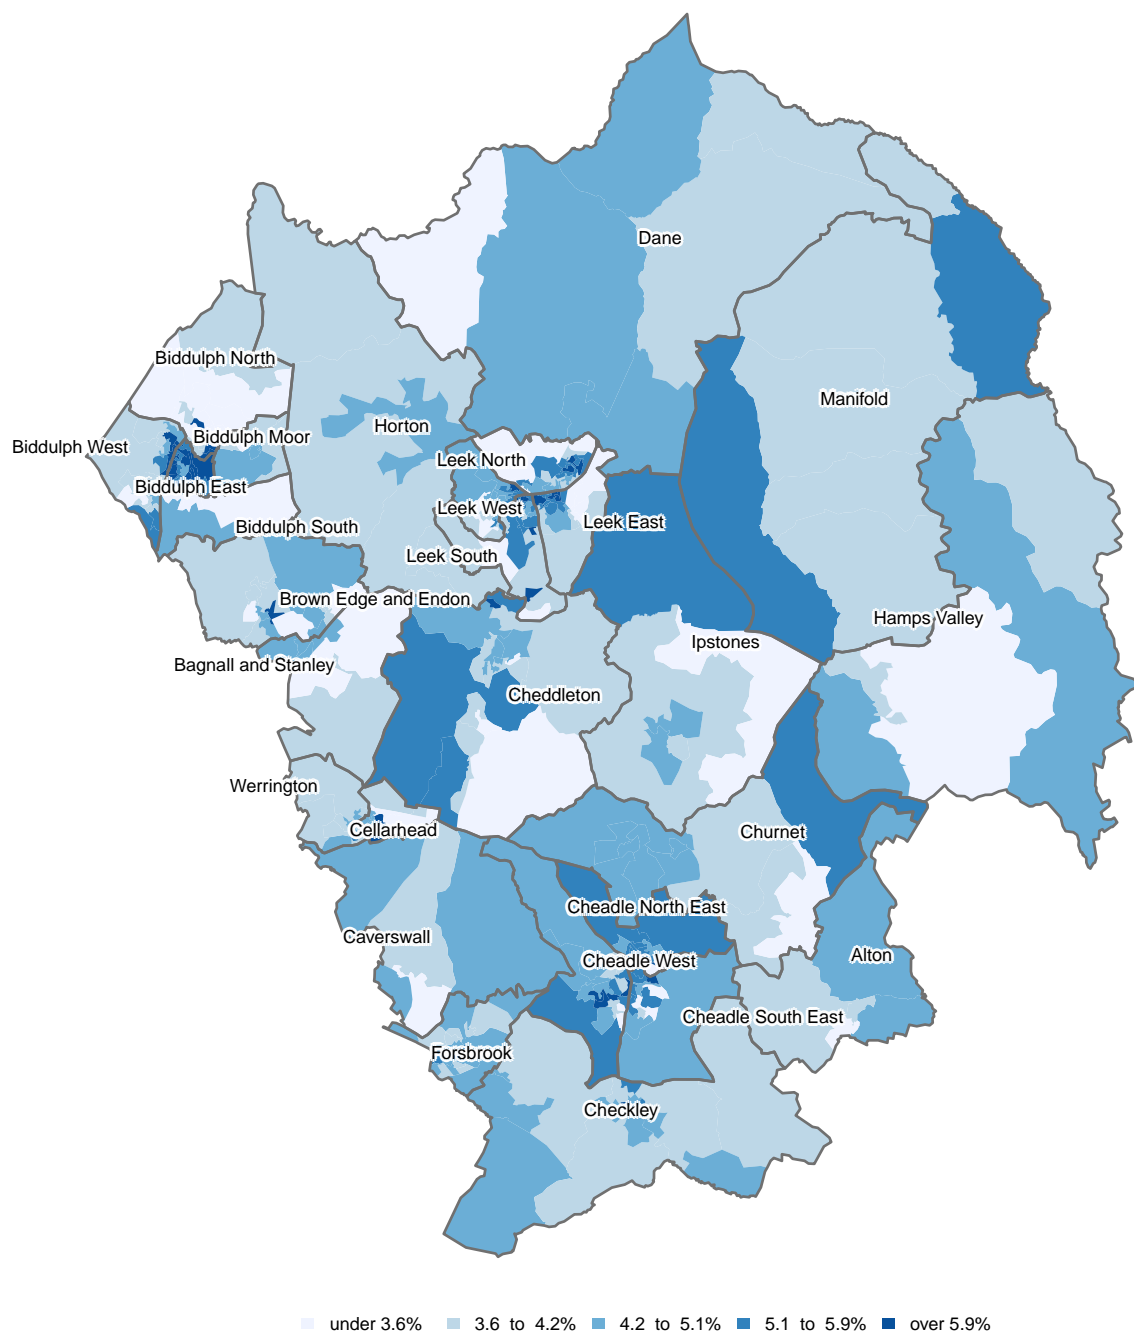 Dane
Biddulph North
Manifold
Horton
Biddulph Moor
Biddulph West
Leek North
Biddulph East
Leek West
Leek East
Biddulph South
Leek South
Brown Edge and Endon
Hamps Valley
Ipstones
Bagnall and Stanley
Cheddleton
Werrington
Cellarhead
Churnet
Cheadle North East
Caverswall
Alton
Cheadle West
Cheadle South East
Forsbrook
Checkley
under 3.6% 3.6 to 4.2% 4.2 to 5.1% 5.1 to 5.9% over 5.9%